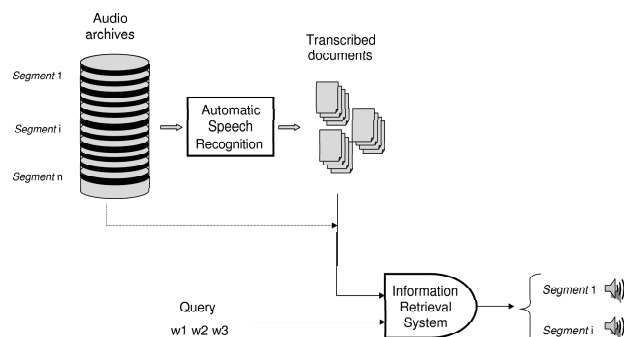 Audio
archives
Transcribed
documents
Segment 1
Segment i
Segment n
Automatic
Speech
Recognition
Information
Retrieval
System
Query
w1 w2 w3
Segment 1
Segment i